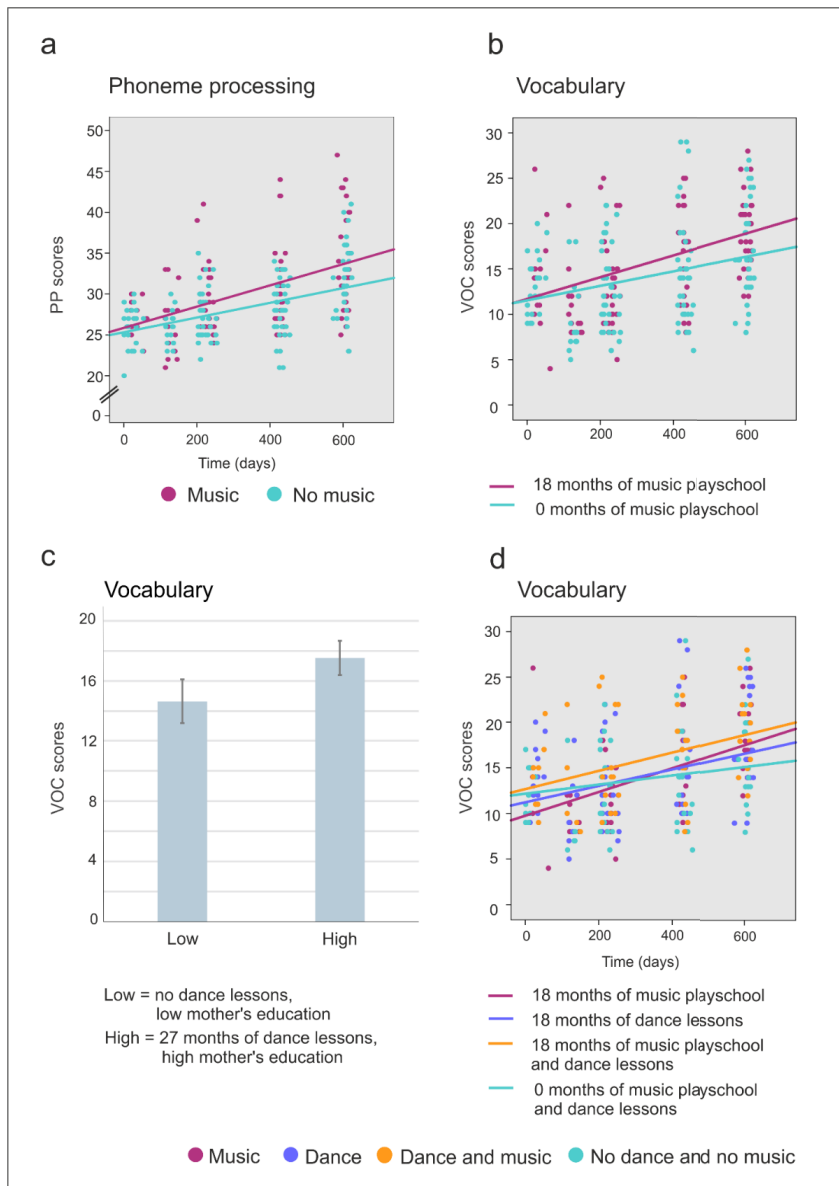 a
Phoneme processing
50
45
40
35
30
25
20
0
PP scores
0 200 400 600
Time (days)
Music No music
b
Vocabulary
30
25
20
15
10
5
0
VOC scores
0 200 400 600
Time (days)
18 months of music playschool
0 months of music playschool
c
Vocabulary
20
16
12
8
4
0
VOC scores
Low High
Low = no dance lessons,
low mother's education
High = 27 months of dance lessons,
high mother's education
d
Vocabulary
30
25
20
15
10
5
0
VOC scores
0 200 400 600
Time (days)
18 months of music playschool
18 months of dance lessons
18 months of music playschool
and dance lessons
0 months of music playschool
and dance lessons
Music Dance Dance and music No dance and no music